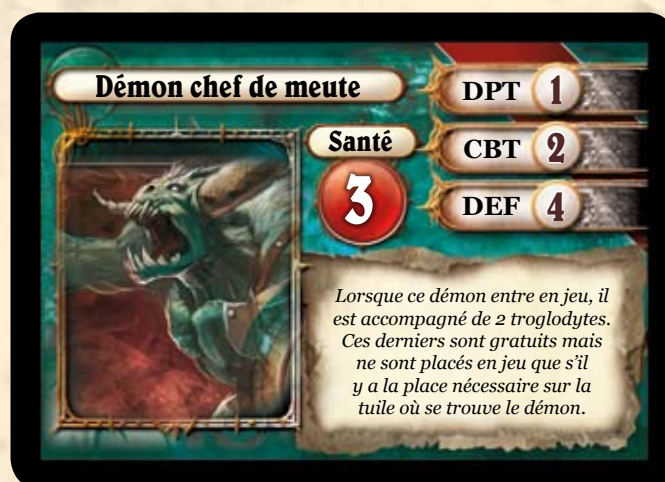 Démon chef de meute
DPT 1
Santé
CBT 2
3
DEF 4
Lorsque ce démon entre en jeu, il
est accompagné de 2 troglodytes.
Ces derniers sont gratuits mais
ne sont placés en jeu que s’il
y a la place nécessaire sur la
tuile où se trouve le démon.